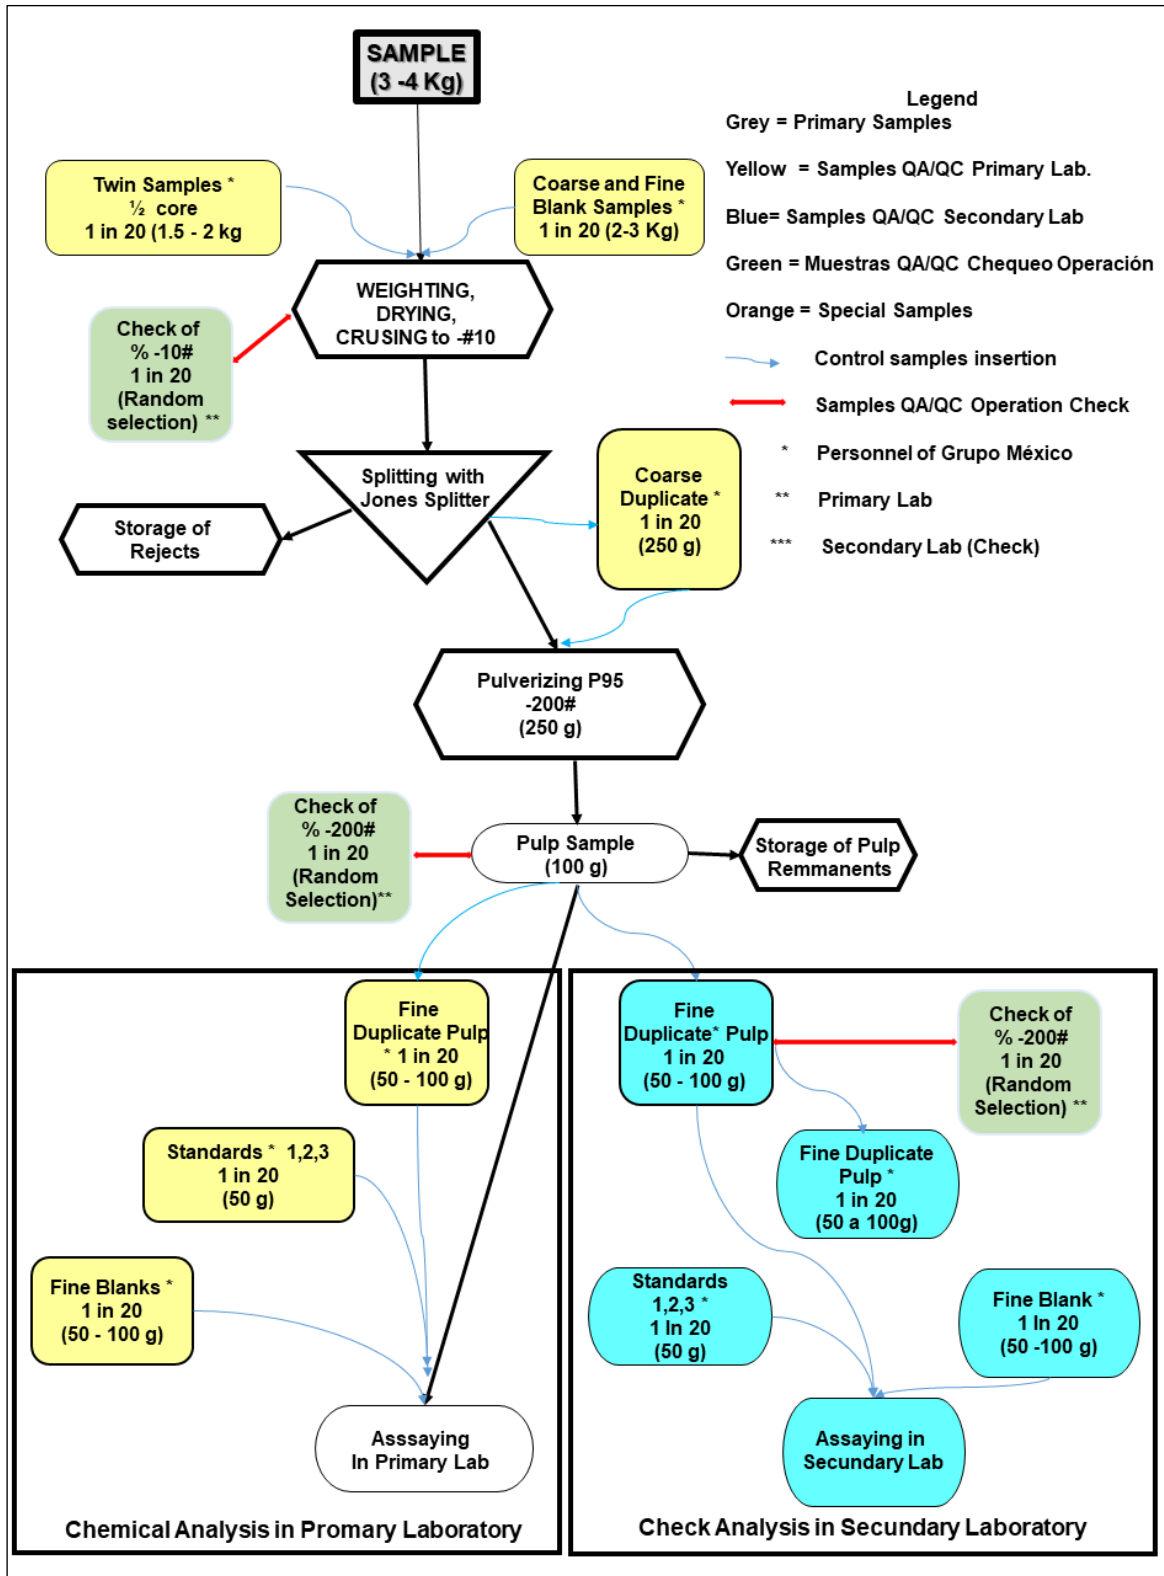 SAMPLE
(3 -4 Kg)
Legend
Grey = Primary Samples
Yellow = Samples QA/QC Primary Lab.
Blue= Samples QA/QC Secondary Lab
Green = Muestras QA/QC Chequeo Operación
Orange = Special Samples
Control samples insertion
Samples QA/QC Operation Check
* Personnel of Grupo México
** Primary Lab
*** Secondary Lab (Check)
Twin Samples *
½ core
1 in 20 (1.5 - 2 kg
Coarse and Fine
Blank Samples *
1 in 20 (2-3 Kg)
WEIGHTING,
DRYING,
CRUSING to -#10
Check of
% -10#
1 in 20
(Random
selection) **
Splitting with
Jones Splitter
Coarse
Duplicate *
1 in 20
(250 g)
Storage of
Rejects
Pulverizing P95
-200#
(250 g)
Check of
% -200#
1 in 20
(Random
Selection)**
Pulp Sample
(100 g)
Storage of Pulp
Remmanents
Fine
Duplicate Pulp
* 1 in 20
(50 - 100 g)
Standards * 1,2,3
1 in 20
(50 g)
Fine Blanks *
1 in 20
(50 - 100 g)
Asssaying
In Primary Lab
Chemical Analysis in Promary Laboratory
Fine
Duplicate* Pulp
1 in 20
(50 - 100 g)
Check of
% -200#
1 in 20
(Random
Selection) **
Fine Duplicate
Pulp *
1 in 20
(50 a 100g)
Standards
1,2,3 *
1 In 20
(50 g)
Fine Blank *
1 In 20
(50 -100 g)
Assaying in
Secundary Lab
Check Analysis in Secundary Laboratory